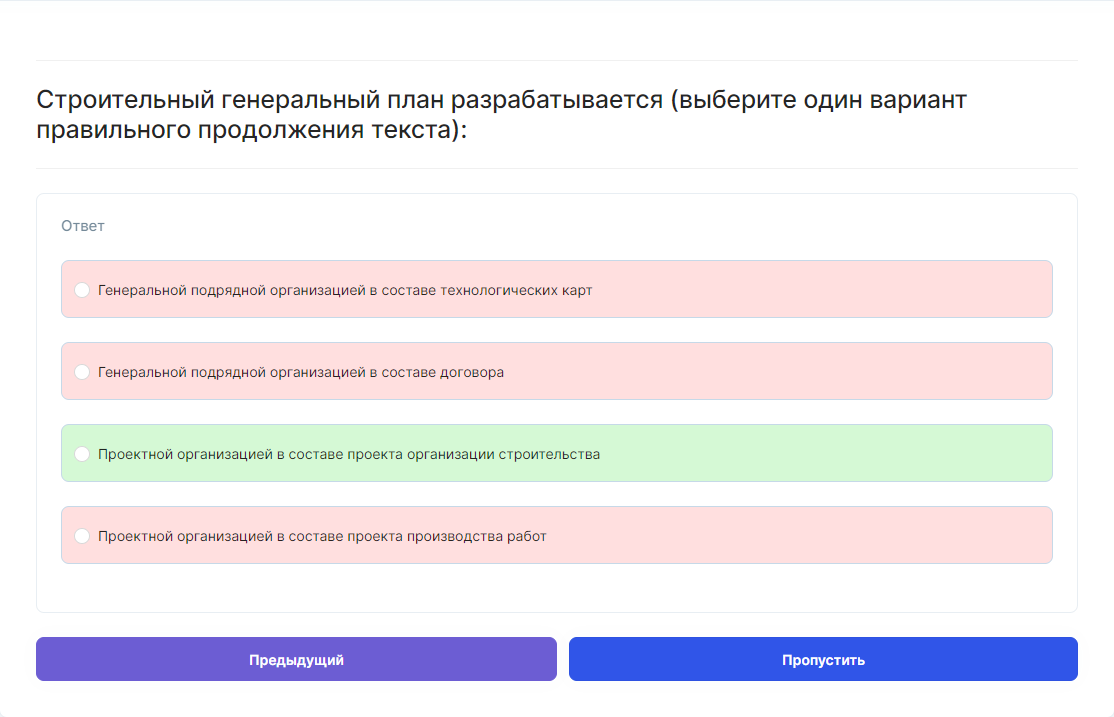 Строительный генеральный план разрабатывается (выберите один вариант
правильного продолжения текста):
Ответ
Генеральной подрядной организацией в составе технологических карт
Генеральной подрядной организацией в составе договора
Проектной организацией в составе проекта организации строительства
Проектной организацией в составе проекта производства работ
Предыдущий
Пропустить